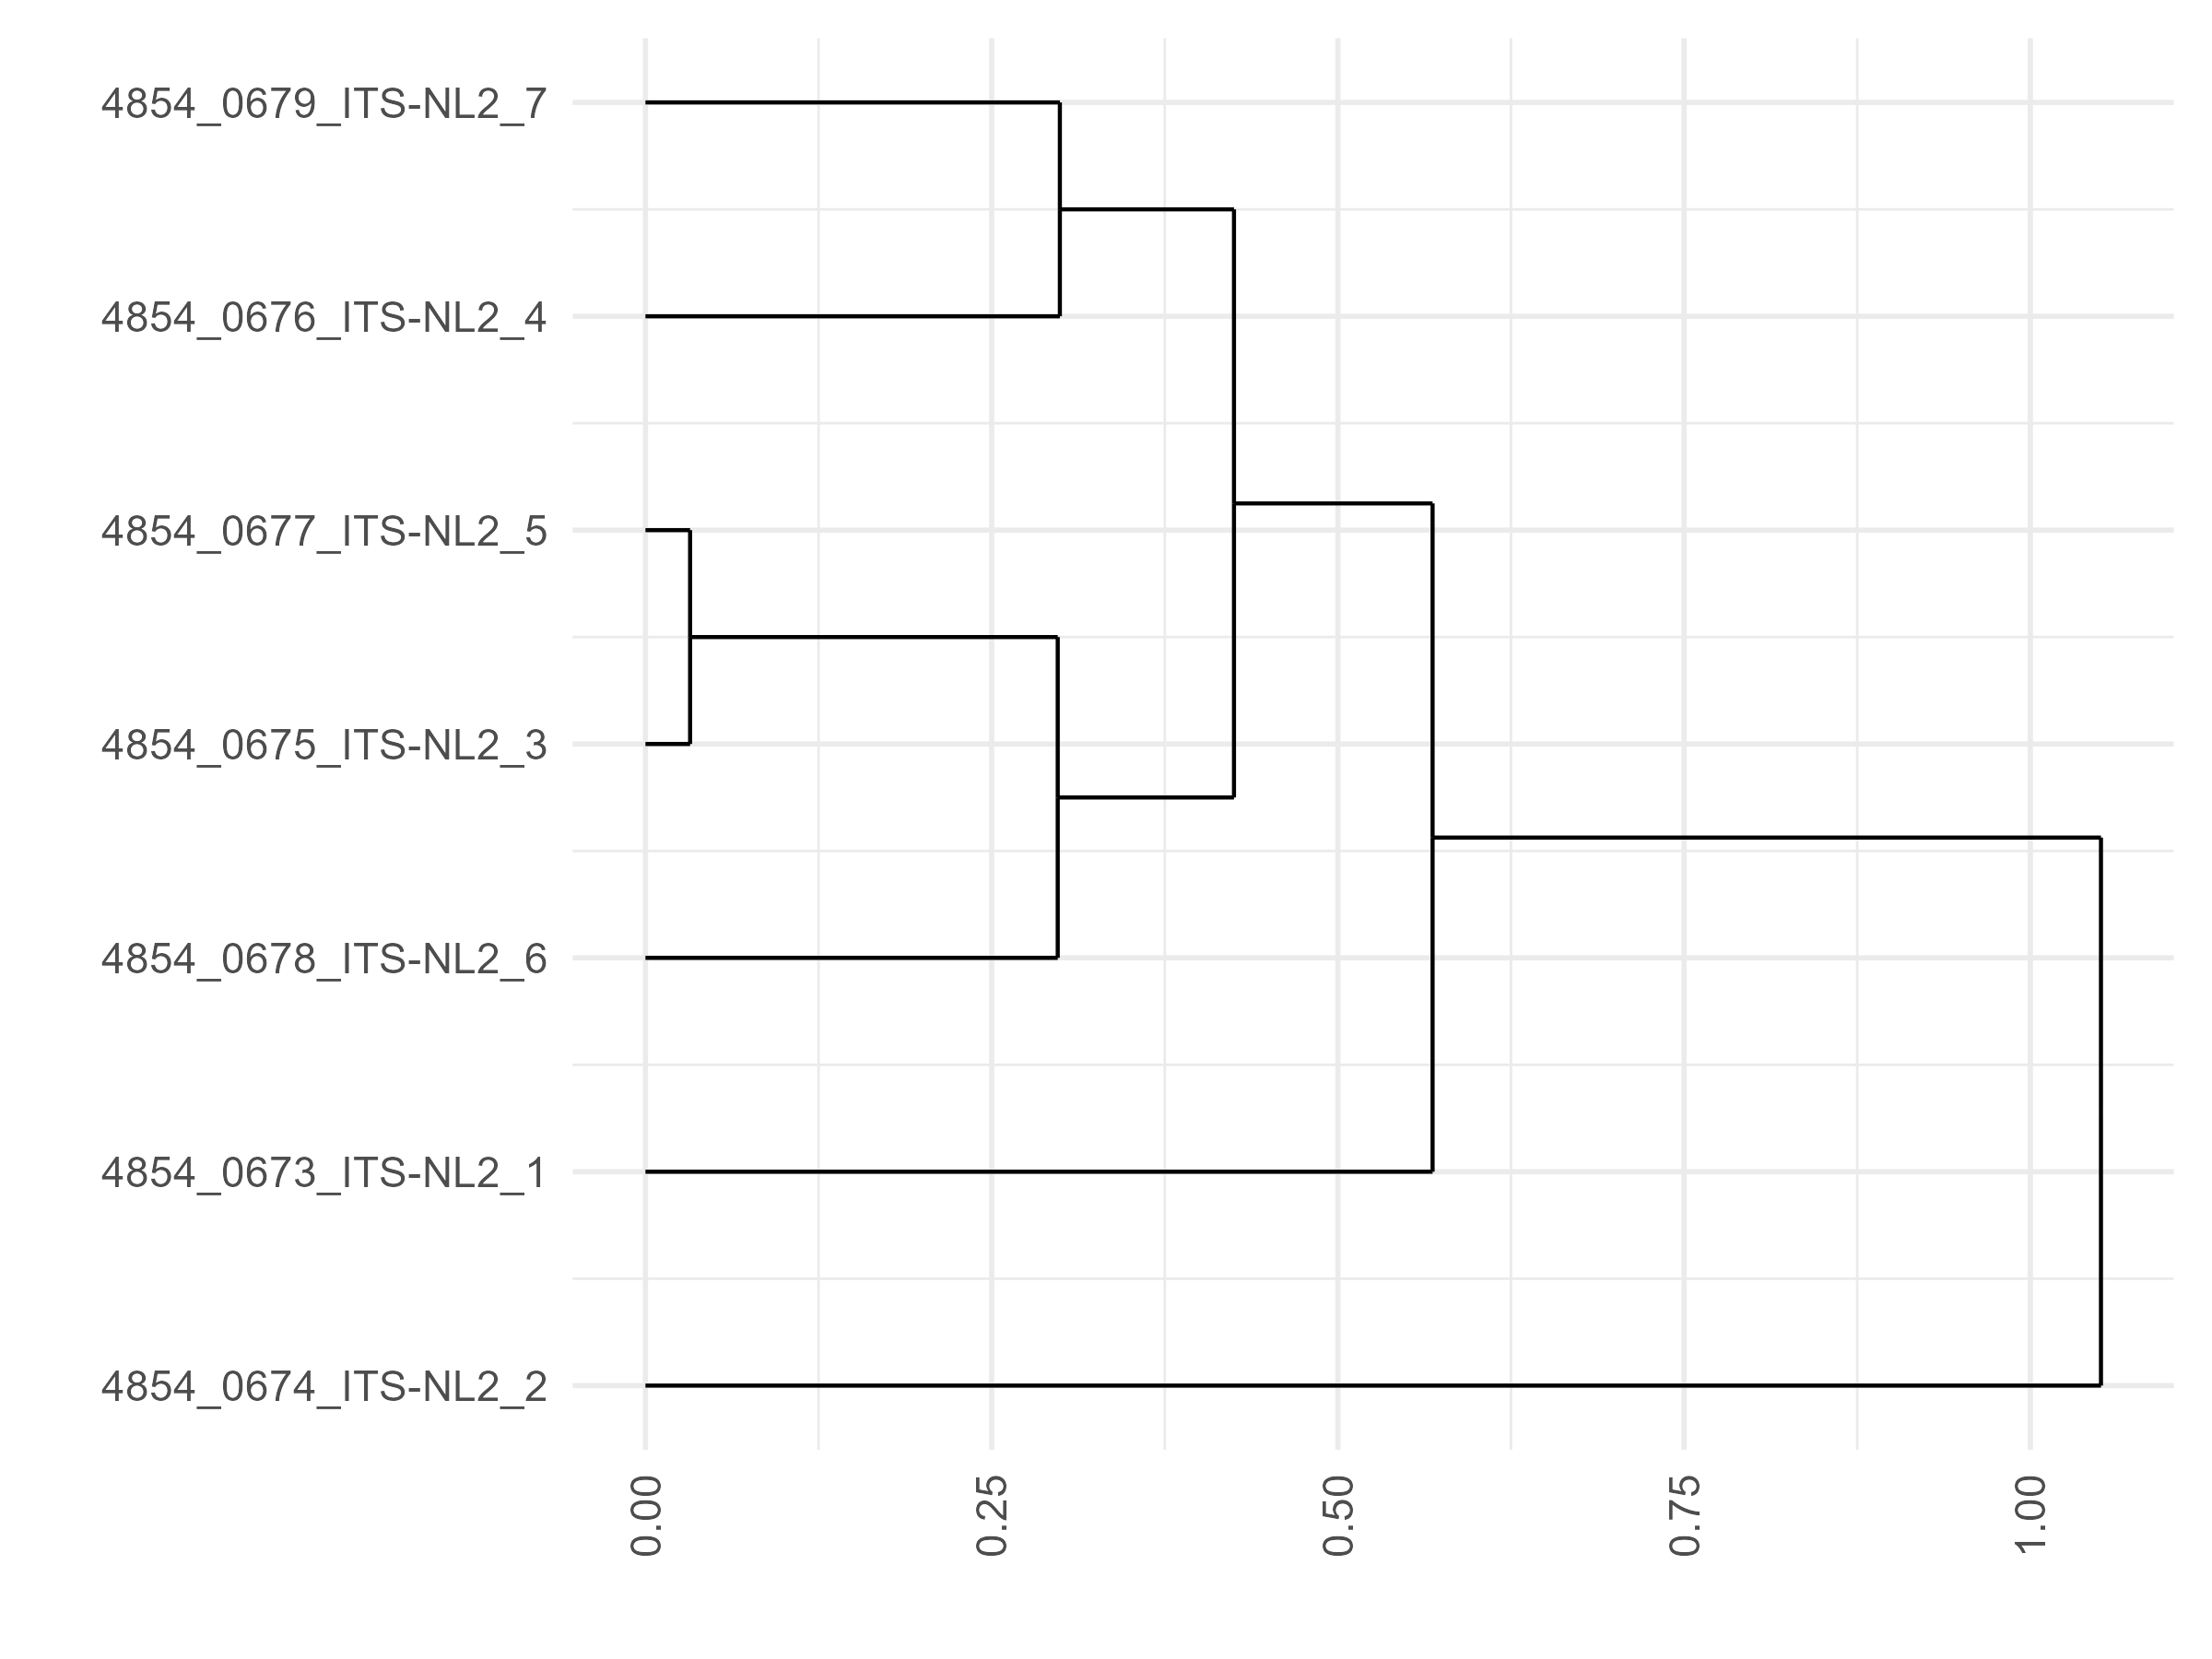 4854_0679_ITS-NL2_7
4854_0676_ITS-NL2_4
4854_0677_ITS-NL2_5
4854_0675_ITS-NL2_3
4854_0678_ITS-NL2_6
4854_0673_ITS-NL2_1
4854_0674_ITS-NL2_2
0.00
0.25
0.50
0.75
1.00